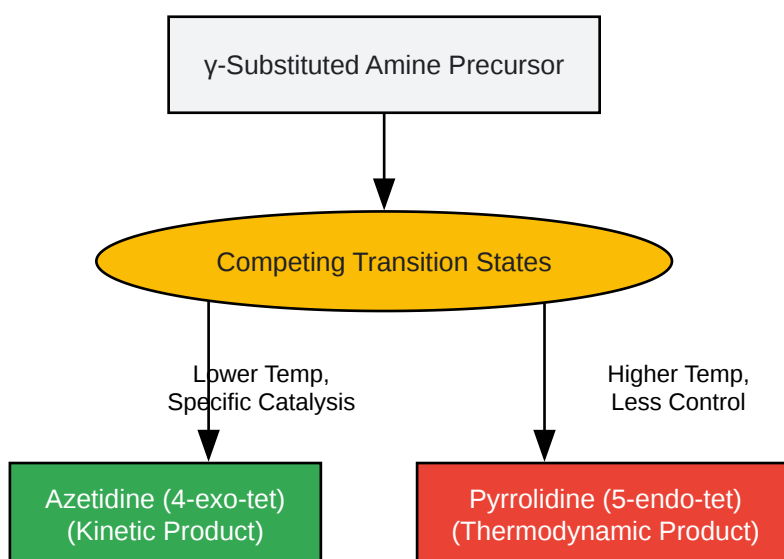 γ-Substituted Amine Precursor
Competing Transition States
Lower Temp,
Specific Catalysis
Higher Temp,
Less Control
Azetidine (4-exo-tet)
(Kinetic Product)
Pyrrolidine (5-endo-tet)
(Thermodynamic Product)